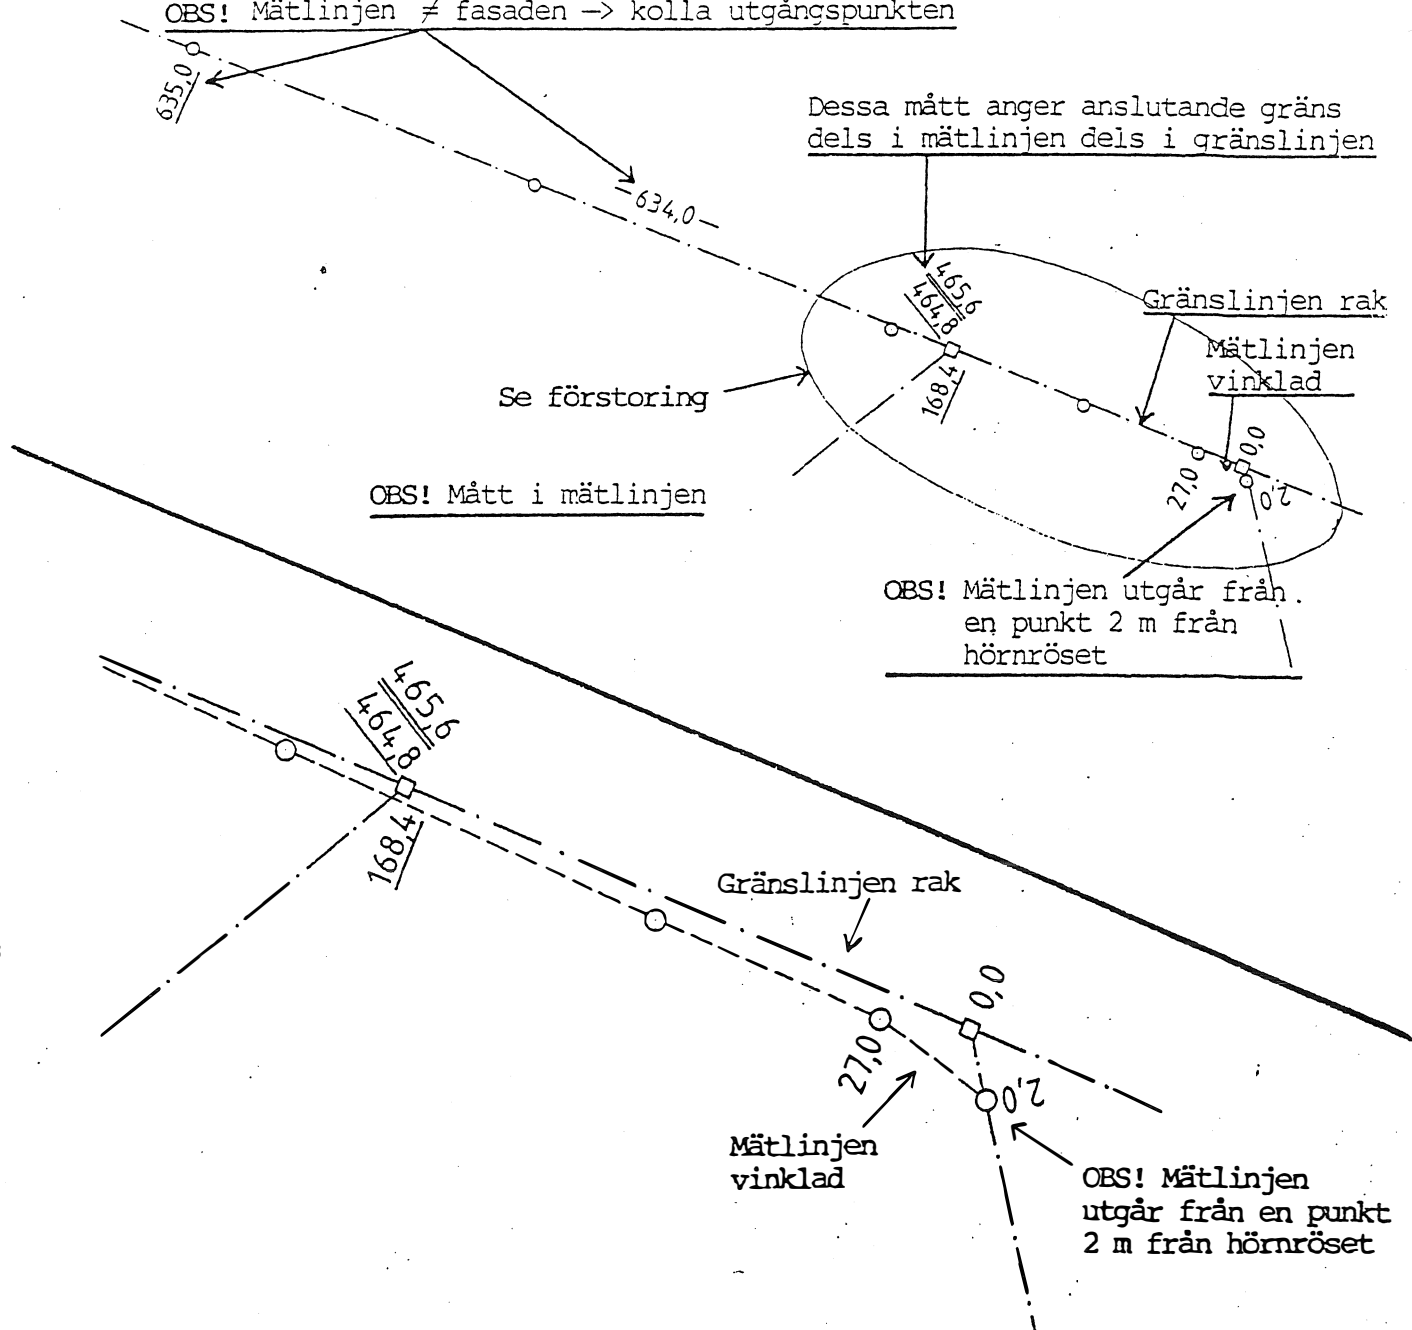 OBS! Mätlinjen ≠ fasaden —> kolla utgångspunkten
635,0
Dessa mått anger anslutande gräns
dels i mätlinjen dels i gränslinjen
—634,0—
465,6
464,8
168,4
Gränslinjen rak
Mätlinjen
vinklad
Se förstoring
0,0
27,0
2,0
OBS! Mått i mätlinjen
OBS! Mätlinjen utgår från
en punkt 2 m från
hörnröset
465,6
464,8
168,4
Gränslinjen rak
0,0
27,0
2,0
Mätlinjen
vinklad
OBS! Mätlinjen
utgår från en punkt
2 m från hörnröset